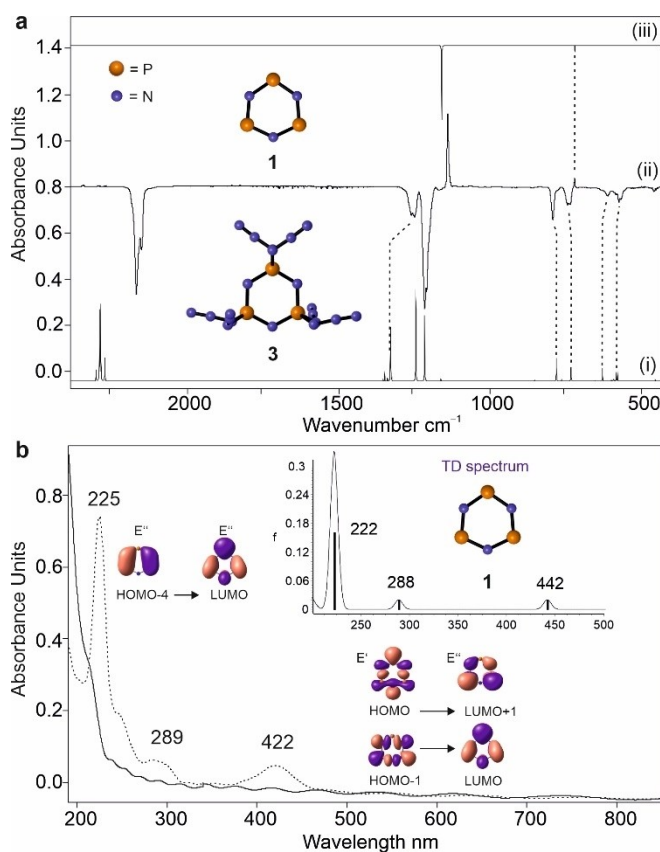 a
Absorbance Units
1.4
1.2
1.0
0.8
0.6
0.4
0.2
0.0
= P
= N
1
3
(iii)
(ii)
(i)
2000
1500
1000
500
Wavenumber cm⁻¹
b
Absorbance Units
0.8
0.6
0.4
0.2
0.0
225
E“
E“
HOMO-4
LUMO
289
422
TD spectrum
f
0.3
0.24
0.18
0.12
0.06
0
222
288
1
442
250
300
350
400
450
500
E‘
E“
HOMO
LUMO+1
HOMO-1
LUMO
200
300
400
500
600
700
800
Wavelength nm